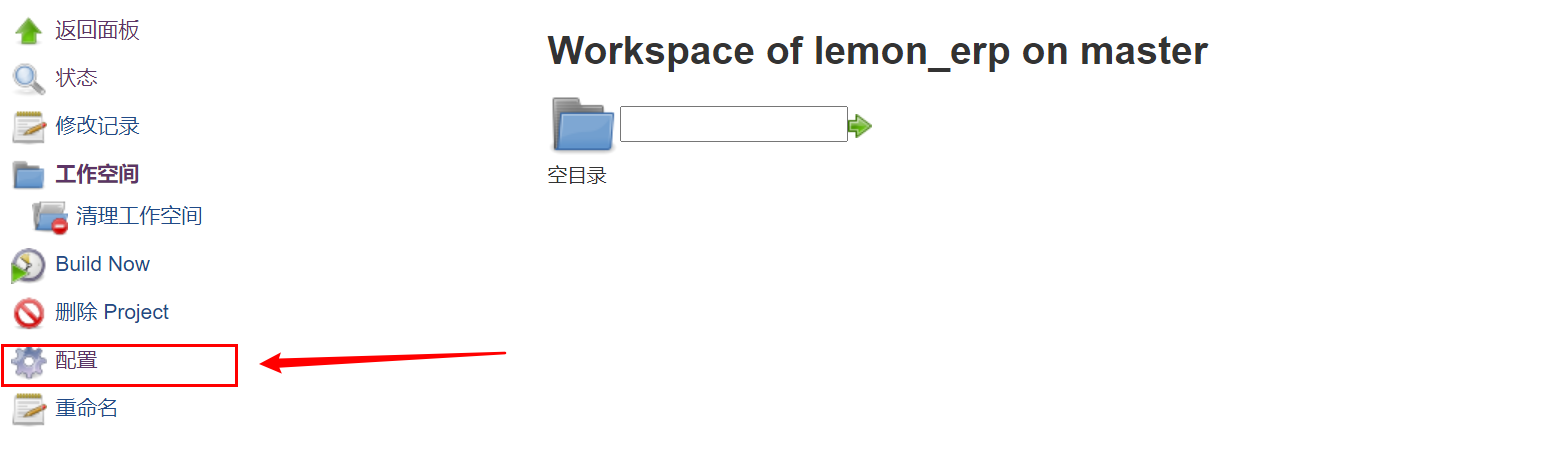 返回面板
状态
修改记录
工作空间
清理工作空间
Build Now
删除 Project
配置
重命名
Workspace of lemon_erp on master
空目录